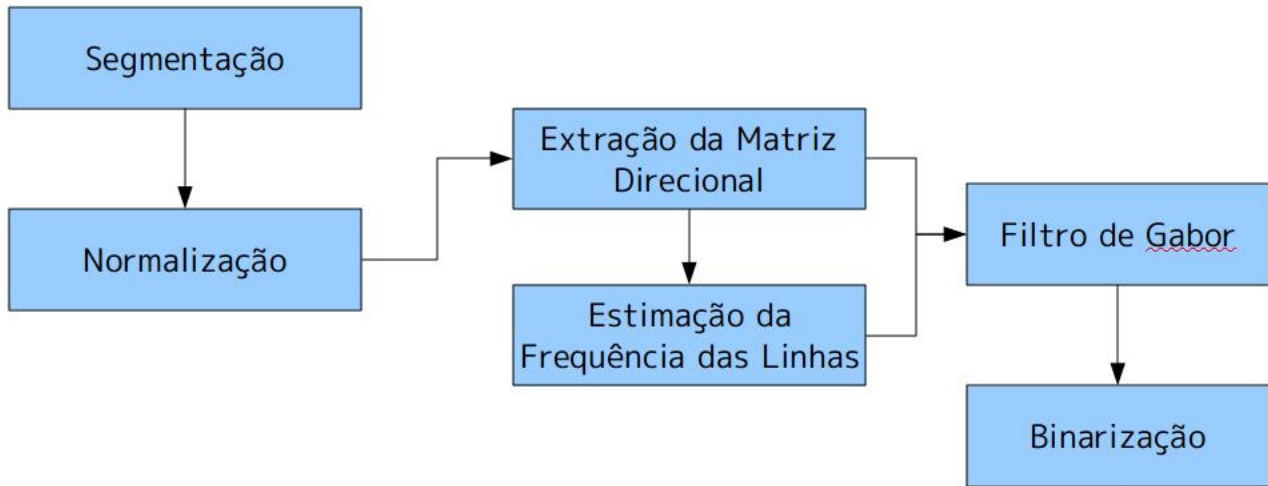 Segmentação
Normalização
Extração da Matriz
Direcional
Estimação da
Frequência das Linhas
Filtro de Gabor
Binarização